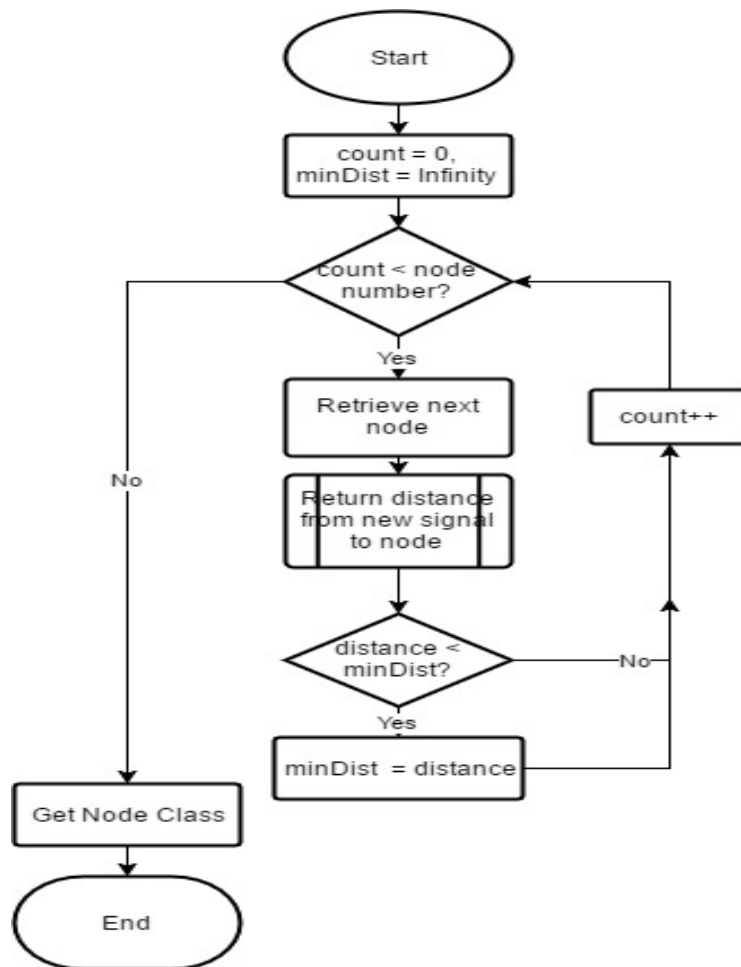 Start
count = 0,
minDist = Infinity
count < node
number?
Yes
Retrieve next
node
count++
No
Return distance
from new signal
to node
distance <
minDist?
No
Yes
minDist = distance
Get Node Class
End